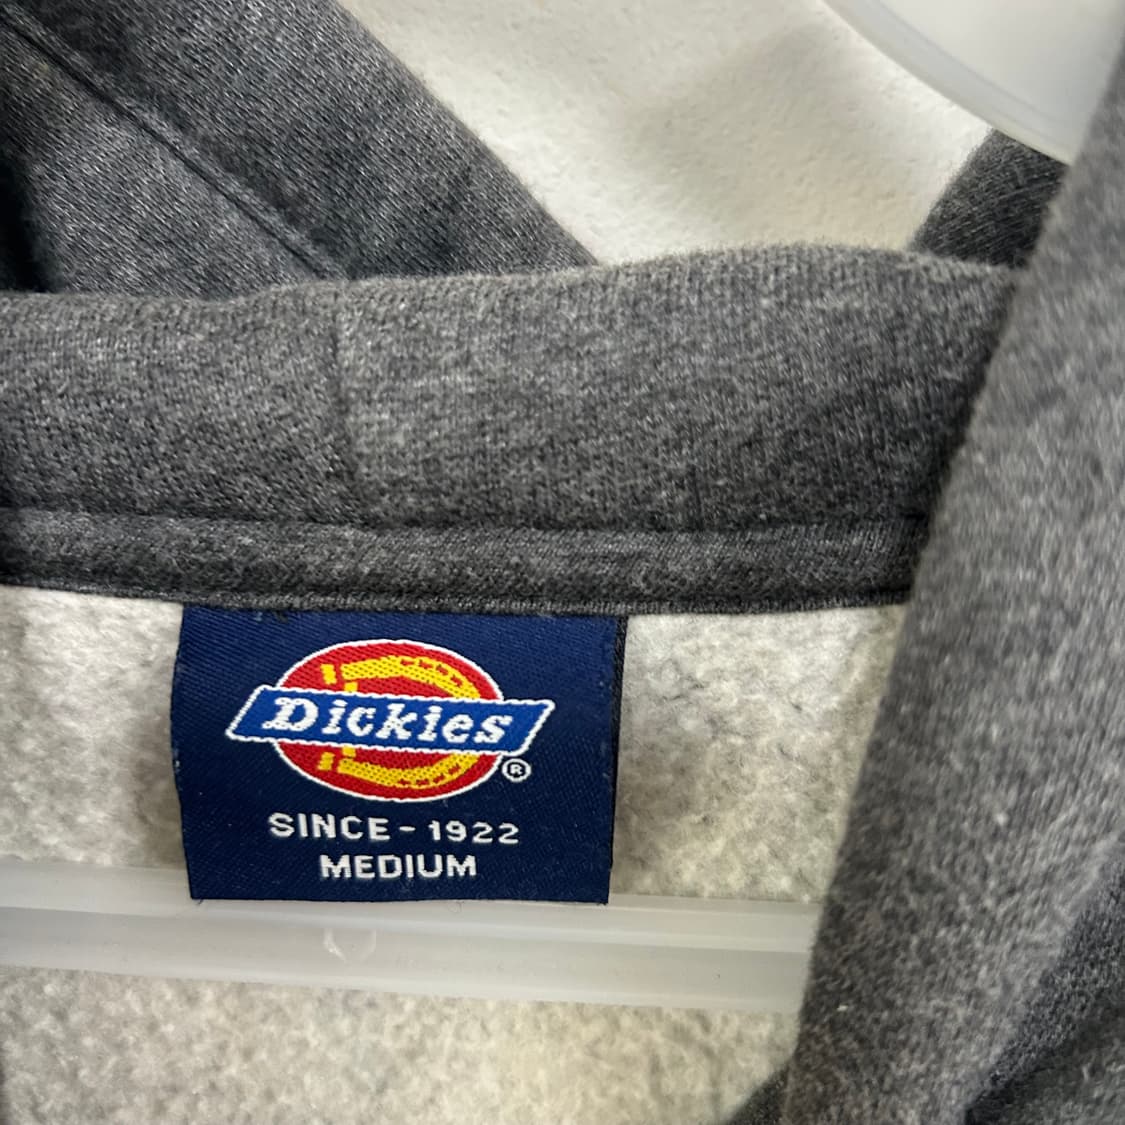 Dickies
®
SINCE - 1922
MEDIUM